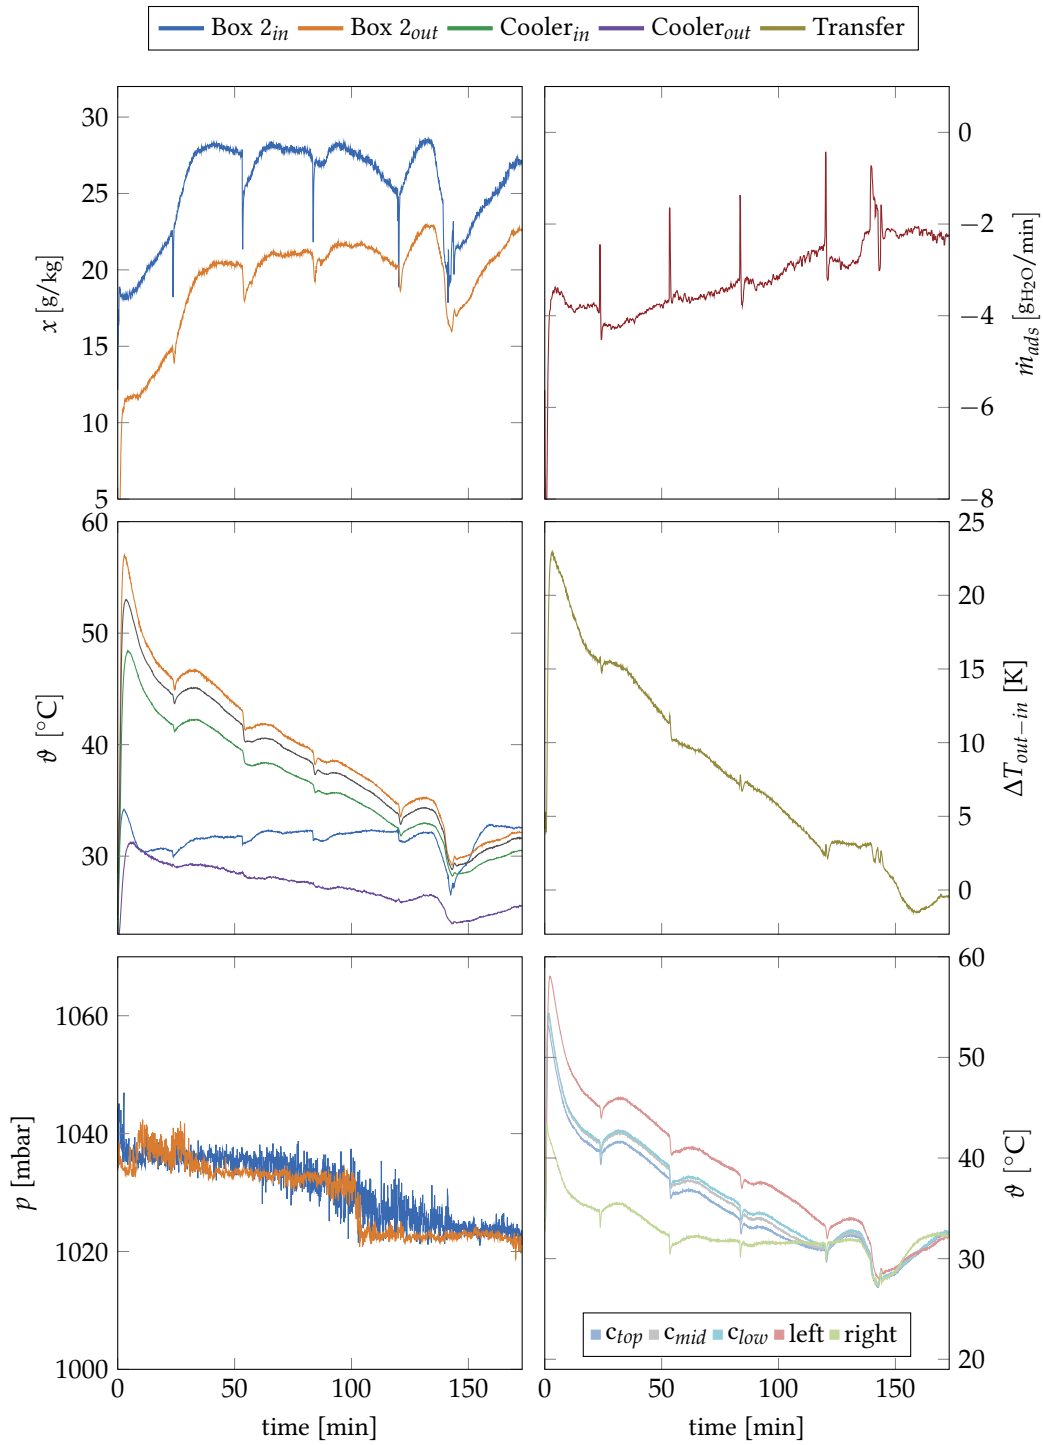 Box 2in Box 2out Coolerin Coolerout Transfer
30
25
20
15
10
5
x [g/kg]
0
−2
−4
−6
−8
ṁads [gH2O/min]
60
50
40
30
ϑ [°C]
25
20
15
10
5
0
ΔTout−in [K]
1060
1040
1020
1000
p [mbar]
0 50 100 150
time [min]
60
50
40
30
20
ϑ [°C]
ctop cmid clow left right
0 50 100 150
time [min]